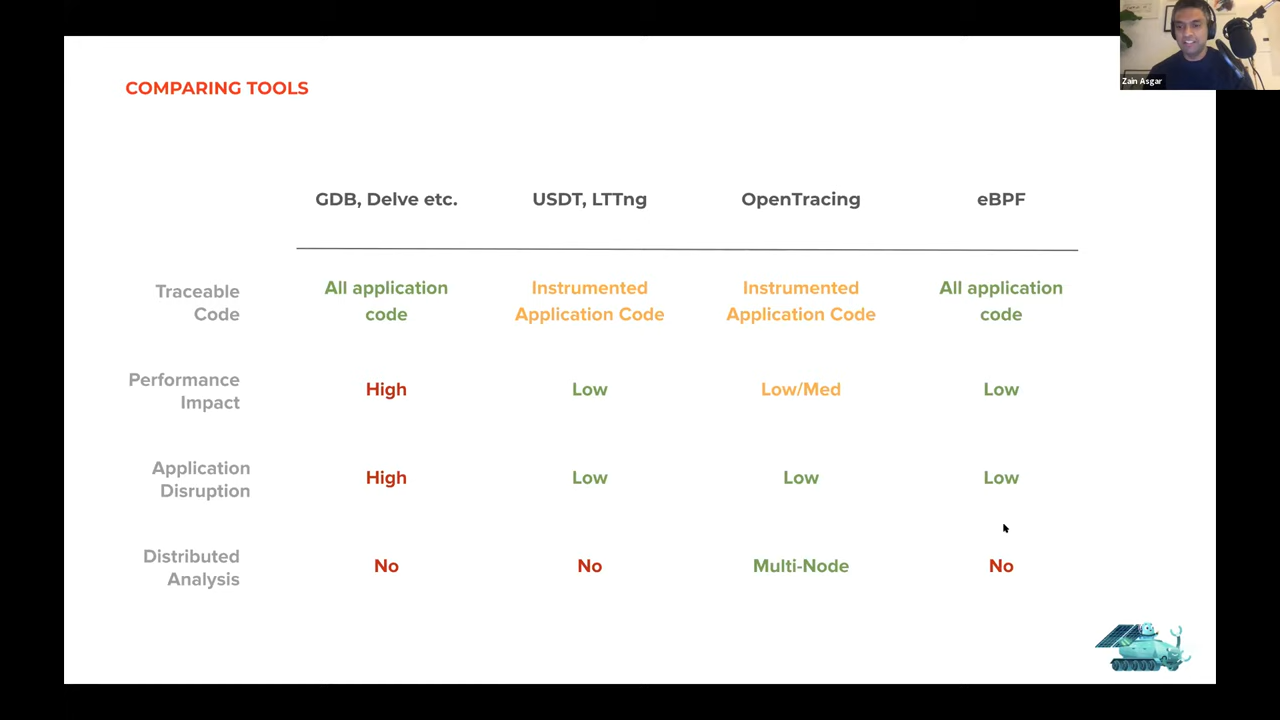 Zain Asgar
COMPARING TOOLS
GDB, Delve etc.
USDT, LTTng
OpenTracing
eBPF
Traceable
Code
All application
code
Instrumented
Application Code
Instrumented
Application Code
All application
code
Performance
Impact
High
Low
Low/Med
Low
Application
Disruption
High
Low
Low
Low
Distributed
Analysis
No
No
Multi-Node
No